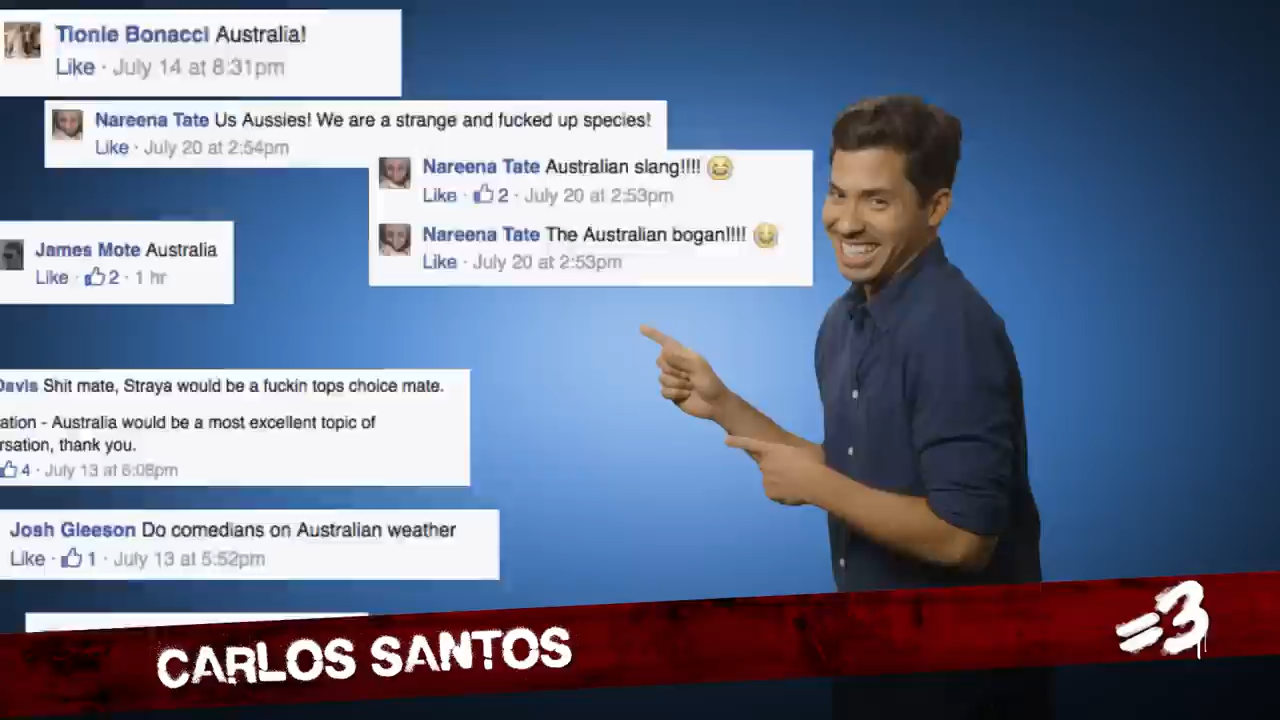 Tionie Bonacci Australia!
Like · July 14 at 8:31pm
Nareena Tate Us Aussies! We are a strange and fucked up species!
Like · July 20 at 2:54pm
Nareena Tate Australian slang!!!! 😂
Like · 👍 2 · July 20 at 2:53pm
Nareena Tate The Australian bogan!!!! 😂
Like · July 20 at 2:53pm
James Mote Australia
Like · 👍 2 · 1 hr
Davis Shit mate, Straya would be a fuckin tops choice mate.
ation - Australia would be a most excellent topic of
rsation, thank you.
👍 4 · July 13 at 6:08pm
Josh Gleeson Do comedians on Australian weather
Like · 👍 1 · July 13 at 5:52pm
CARLOS SANTOS
=3